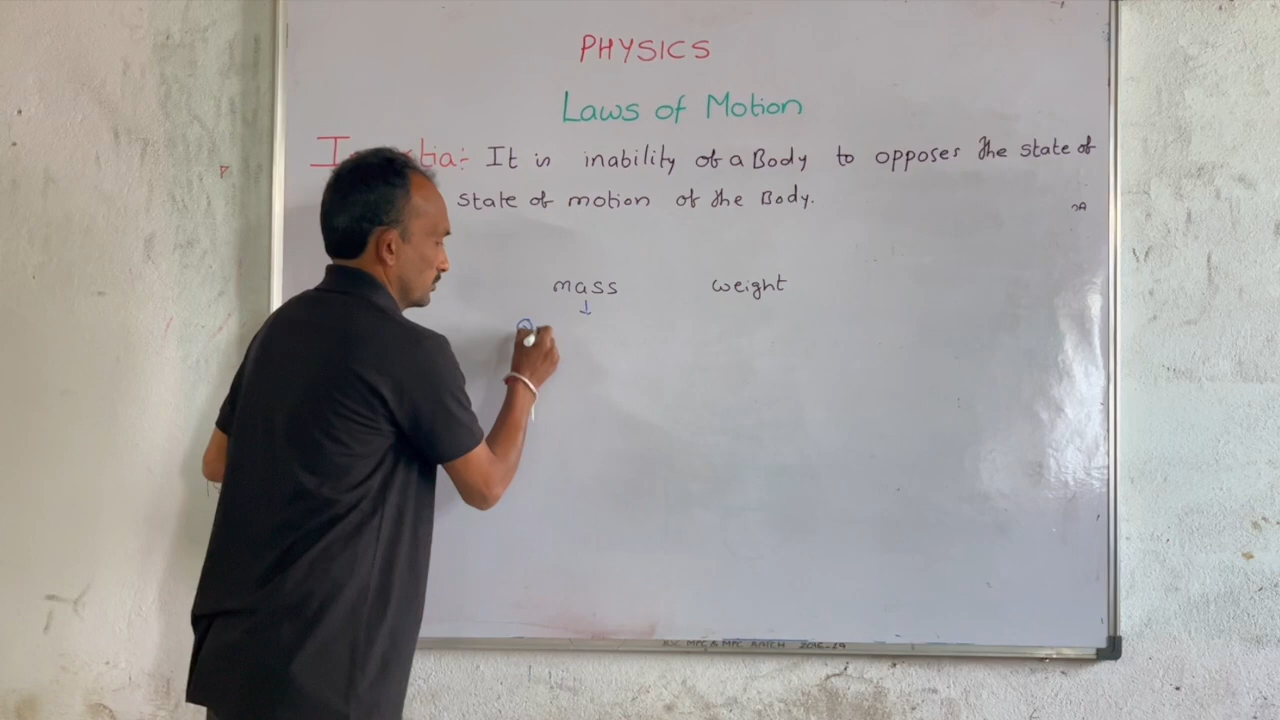 PHYSICS
Laws of Motion
It is inability of a Body to opposes the state of
state of motion of the Body.
mass weight